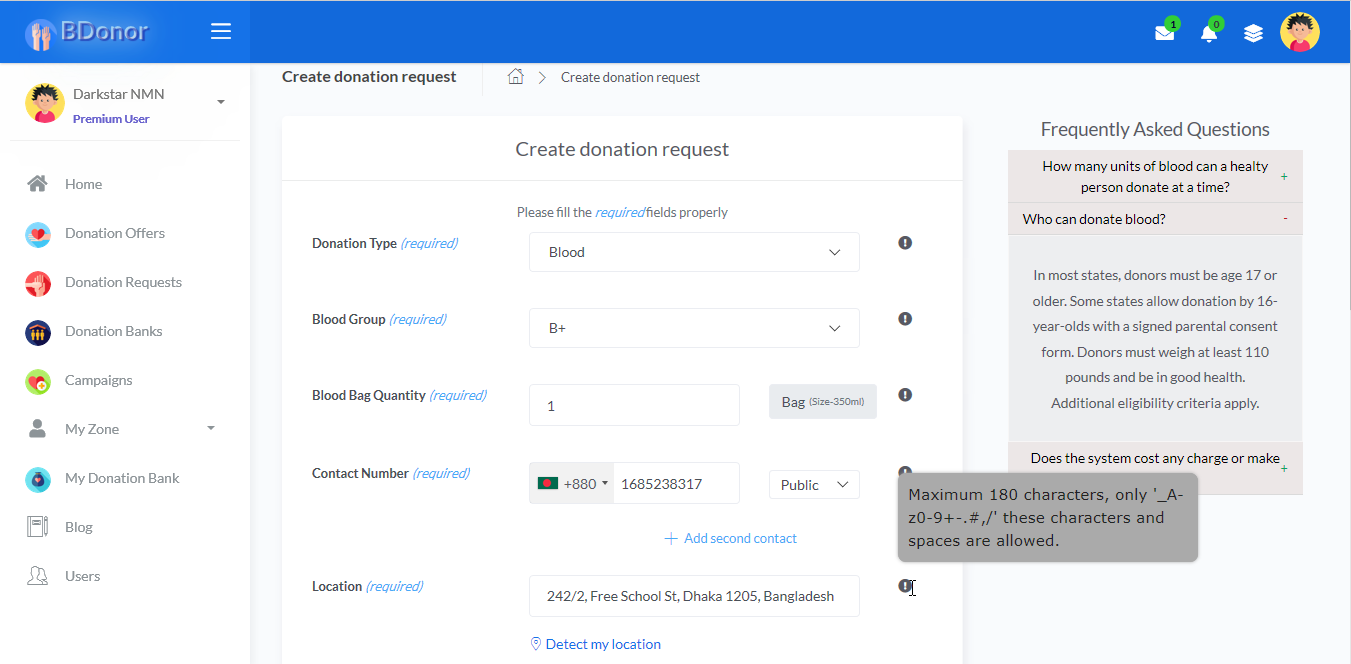 BDonor
1
0
Darkstar NMN
Premium User
Home
Donation Offers
Donation Requests
Donation Banks
Campaigns
My Zone
My Donation Bank
Blog
Users
Create donation request
Create donation request
Create donation request
Please fill the required fields properly
Donation Type (required)
Blood
Blood Group (required)
B+
Blood Bag Quantity (required)
1
Bag (Size-350ml)
Contact Number (required)
+880
1685238317
Public
Add second contact
Location (required)
242/2, Free School St, Dhaka 1205, Bangladesh
Detect my location
Maximum 180 characters, only '_A-
z0-9+-.#,/' these characters and
spaces are allowed.
Frequently Asked Questions
How many units of blood can a healty
person donate at a time?
+
Who can donate blood?
-
In most states, donors must be age 17 or
older. Some states allow donation by 16-
year-olds with a signed parental consent
form. Donors must weigh at least 110
pounds and be in good health.
Additional eligibility criteria apply.
Does the system cost any charge or make
+